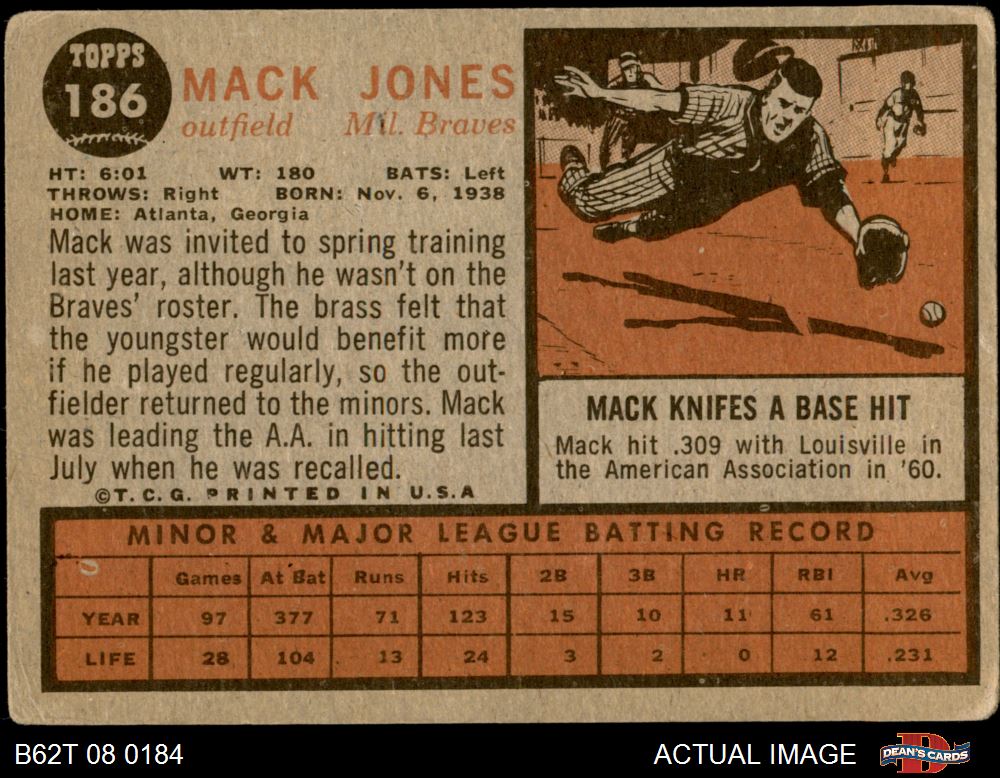 TOPPS
186
MACK JONES
outfield Mil. Braves
HT: 6:01 WT: 180 BATS: Left
THROWS: Right BORN: Nov. 6, 1938
HOME: Atlanta, Georgia
Mack was invited to spring training
last year, although he wasn't on the
Braves' roster. The brass felt that
the youngster would benefit more
if he played regularly, so the out-
fielder returned to the minors. Mack
was leading the A.A. in hitting last
July when he was recalled.
©T.C.G. PRINTED IN U.S.A
MACK KNIFES A BASE HIT
Mack hit .309 with Louisville in
the American Association in '60.
MINOR & MAJOR LEAGUE BATTING RECORD
Games At Bat Runs Hits 2B 3B HR RBI Avg
YEAR 97 377 71 123 15 10 11 61 .326
LIFE 28 104 13 24 3 2 0 12 .231
B62T 08 0184
ACTUAL IMAGE
DEAN'S CARDS